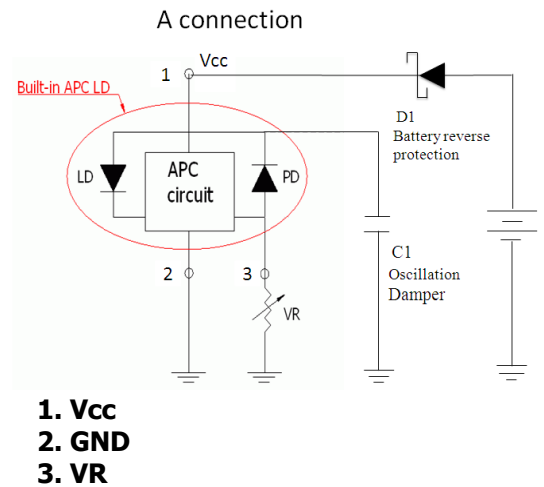 A connection
Vcc
1
Built-in APC LD
D1
Battery reverse
protection
LD
APC
circuit
PD
C1
Oscillation
Damper
2
3
VR
1. Vcc
2. GND
3. VR